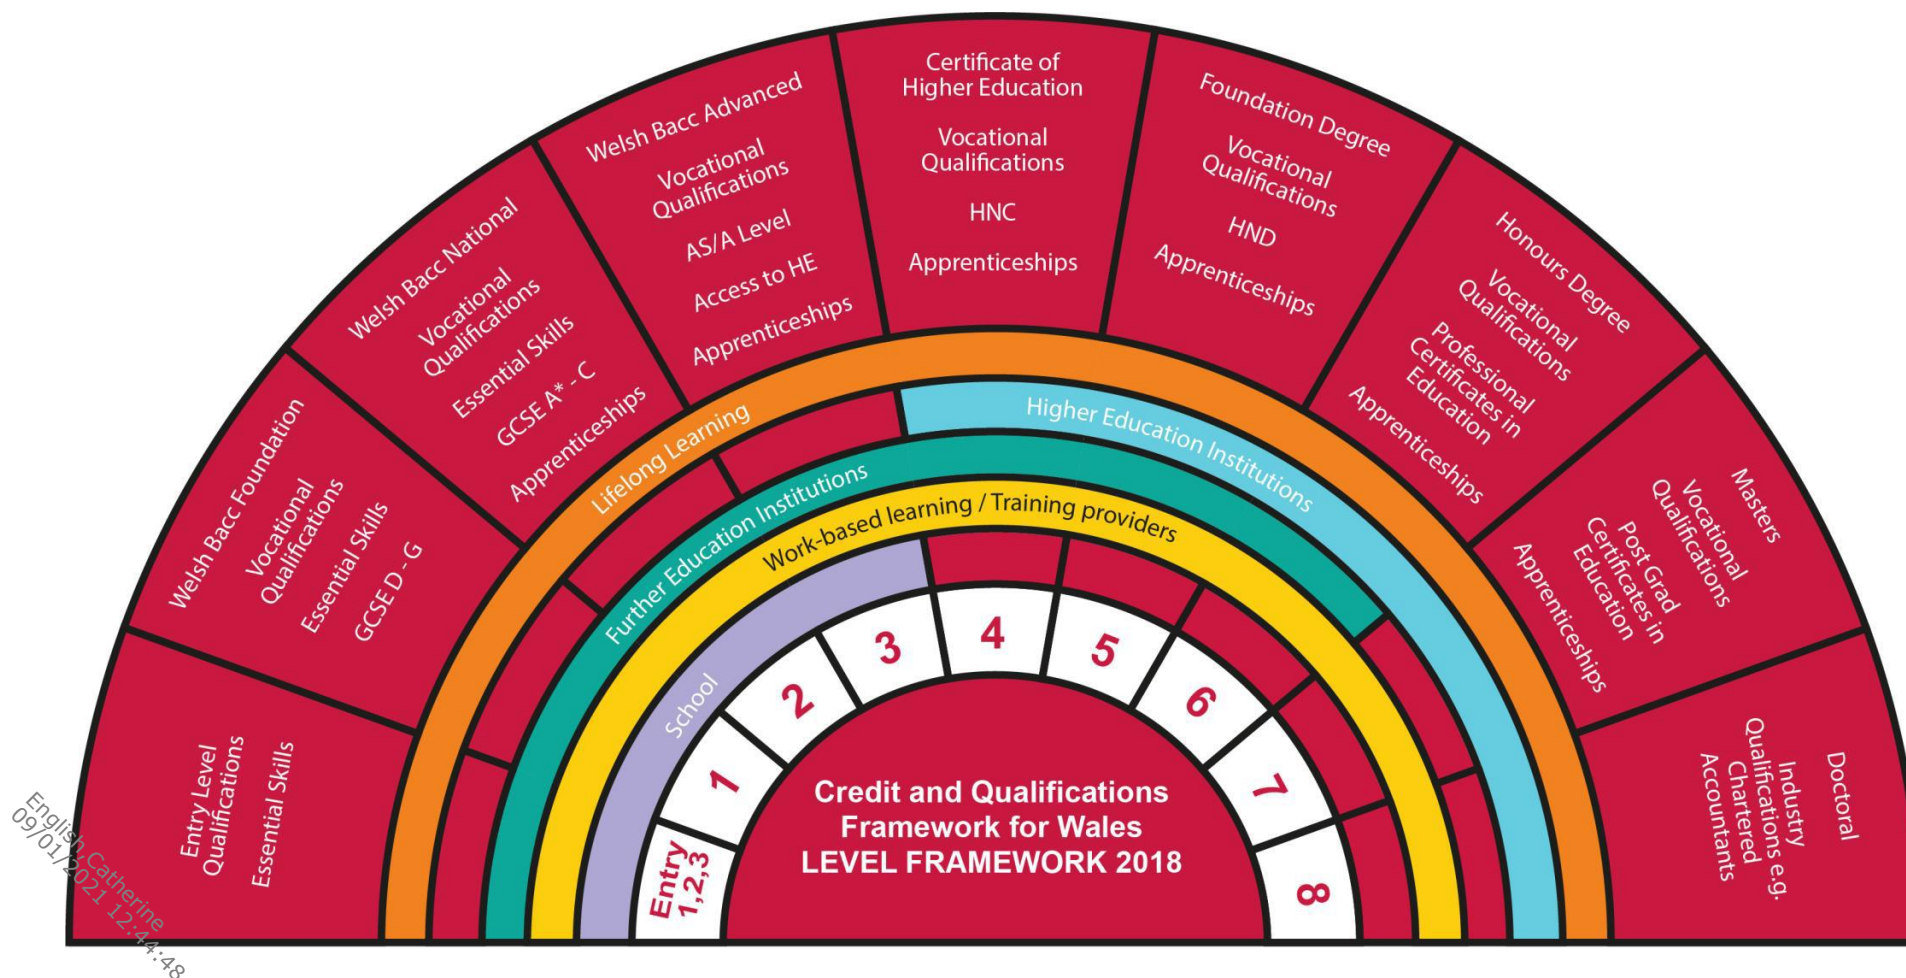 Entry Level
Qualifications
Essential Skills
Welsh Bacc Foundation
Vocational
Qualifications
Essential Skills
GCSE D - G
Welsh Bacc National
Vocational
Qualifications
Essential Skills
GCSE A* - C
Apprenticeships
Welsh Bacc Advanced
Vocational
Qualifications
AS/A Level
Access to HE
Apprenticeships
Certificate of
Higher Education
Vocational
Qualifications
HNC
Apprenticeships
Foundation Degree
Vocational
Qualifications
HND
Apprenticeships
Honours Degree
Vocational
Qualifications
Professional
Certificates in
Education
Apprenticeships
Masters
Vocational
Qualifications
Post Grad
Certificates in
Education
Apprenticeships
Doctoral
Industry
Qualifications e.g.
Chartered
Accountants
Lifelong Learning
Higher Education Institutions
Further Education Institutions
Work-based learning / Training providers
School
Entry
1,2,3
1
2
3
4
5
6
7
8
Credit and Qualifications
Framework for Wales
LEVEL FRAMEWORK 2018
English Catherine
09/01/2021 12:44:48